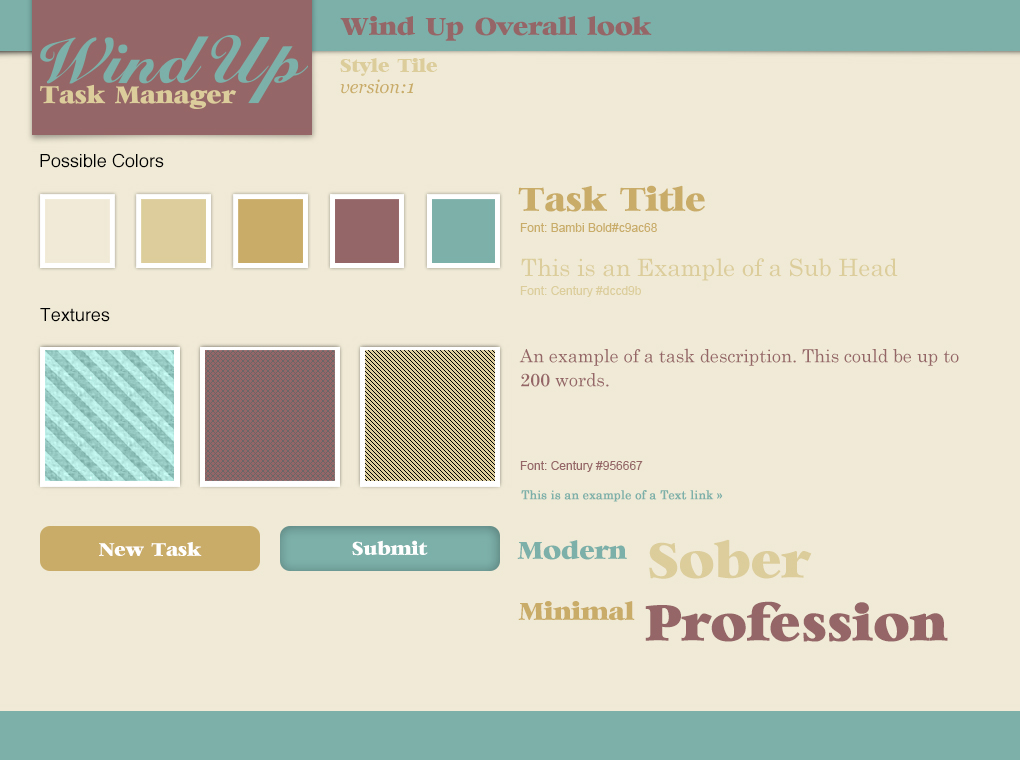 Wind Up Overall look
Wind Up
Task Manager
Style Tile
version:1
Possible Colors
Task Title
Font: Bambi Bold#c9ac68
This is an Example of a Sub Head
Font: Century #dccd9b
Textures
An example of a task description. This could be up to
200 words.
Font: Century #956667
This is an example of a Text link »
New Task
Submit
Modern
Sober
Minimal
Profession